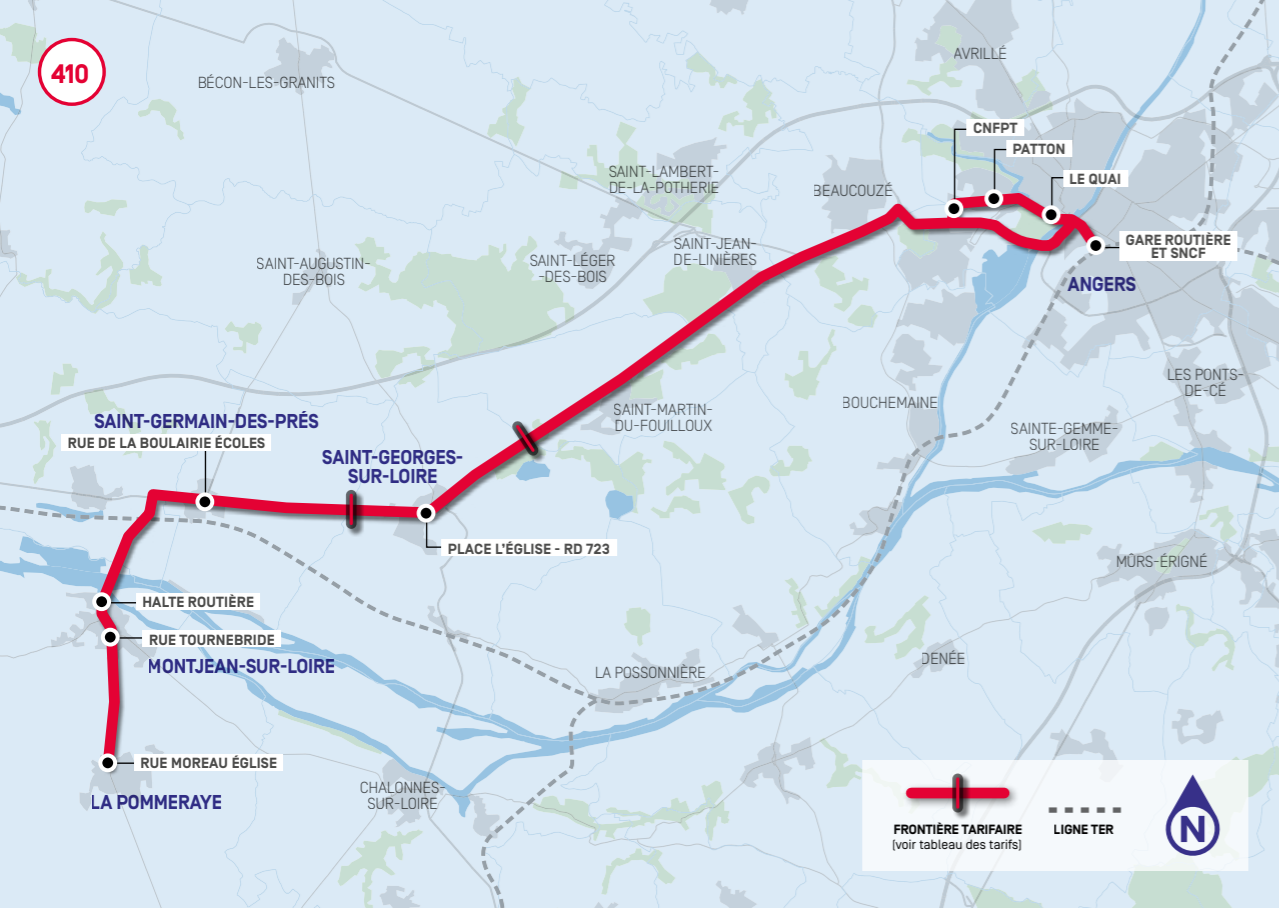 410
BÉCON-LES-GRANITS
AVRILLÉ
CNFPT
PATTON
LE QUAI
SAINT-LAMBERT-
DE-LA-POTHERIE
BEAUCOUZÉ
GARE ROUTIÈRE
ET SNCF
ANGERS
SAINT-JEAN-
DE-LINIÈRES
SAINT-LÉGER
-DES-BOIS
SAINT-AUGUSTIN-
DES-BOIS
LES PONTS-
DE-CÉ
BOUCHEMAINE
SAINT-MARTIN-
DU-FOUILLOUX
SAINTE-GEMME-
SUR-LOIRE
SAINT-GERMAIN-DES-PRÉS
RUE DE LA BOULAIRIE ÉCOLES
SAINT-GEORGES-
SUR-LOIRE
PLACE L'ÉGLISE - RD 723
MÛRS-ÉRIGNÉ
HALTE ROUTIÈRE
RUE TOURNEBRIDE
MONTJEAN-SUR-LOIRE
LA POSSONNIÈRE
DENÉE
RUE MOREAU ÉGLISE
LA POMMERAYE
CHALONNES-
SUR-LOIRE
FRONTIÈRE TARIFAIRE
(voir tableau des tarifs)
LIGNE TER
N